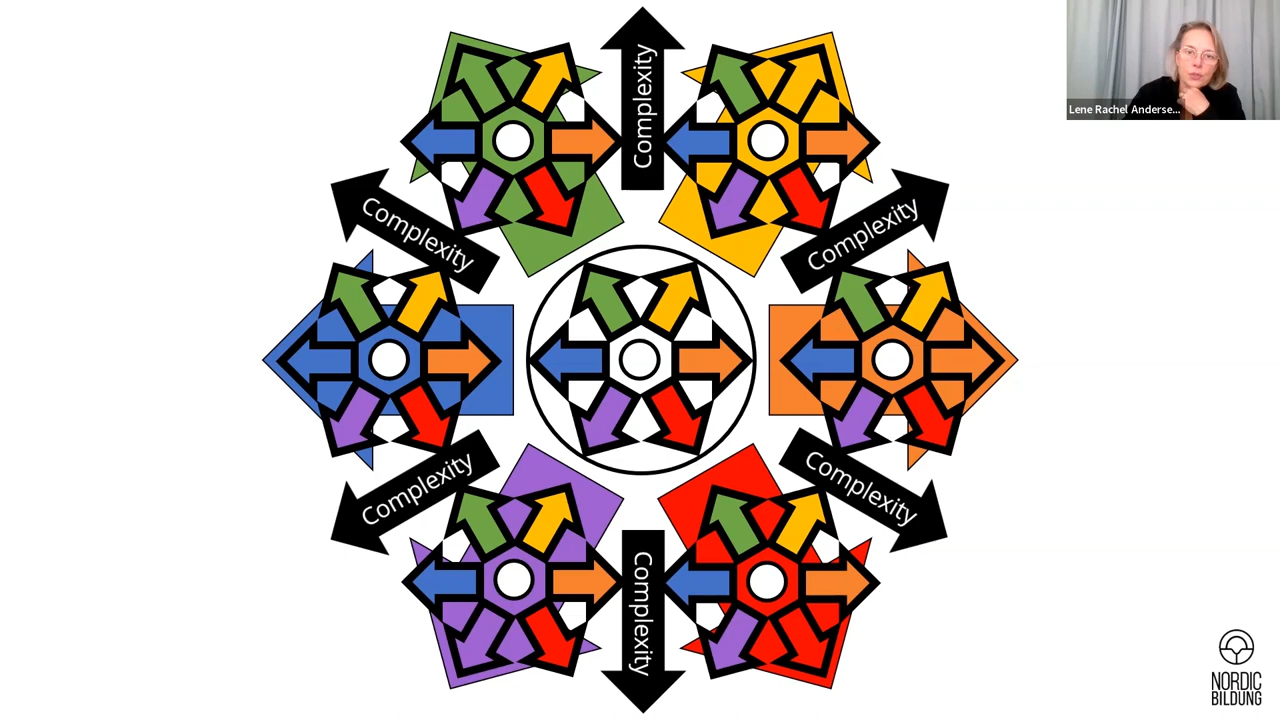 Complexity
Lene Rachel Anderse...
Complexity
Complexity
Complexity
Complexity
Complexity
NORDIC
BILDUNG